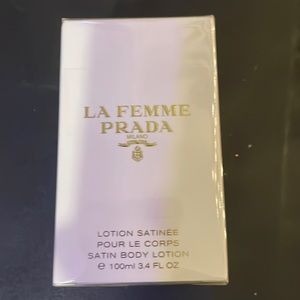 LA FEMME
PRADA
MILANO
LOTION SATINÉE
POUR LE CORPS
SATIN BODY LOTION
℮ 100ml 3.4 FL OZ